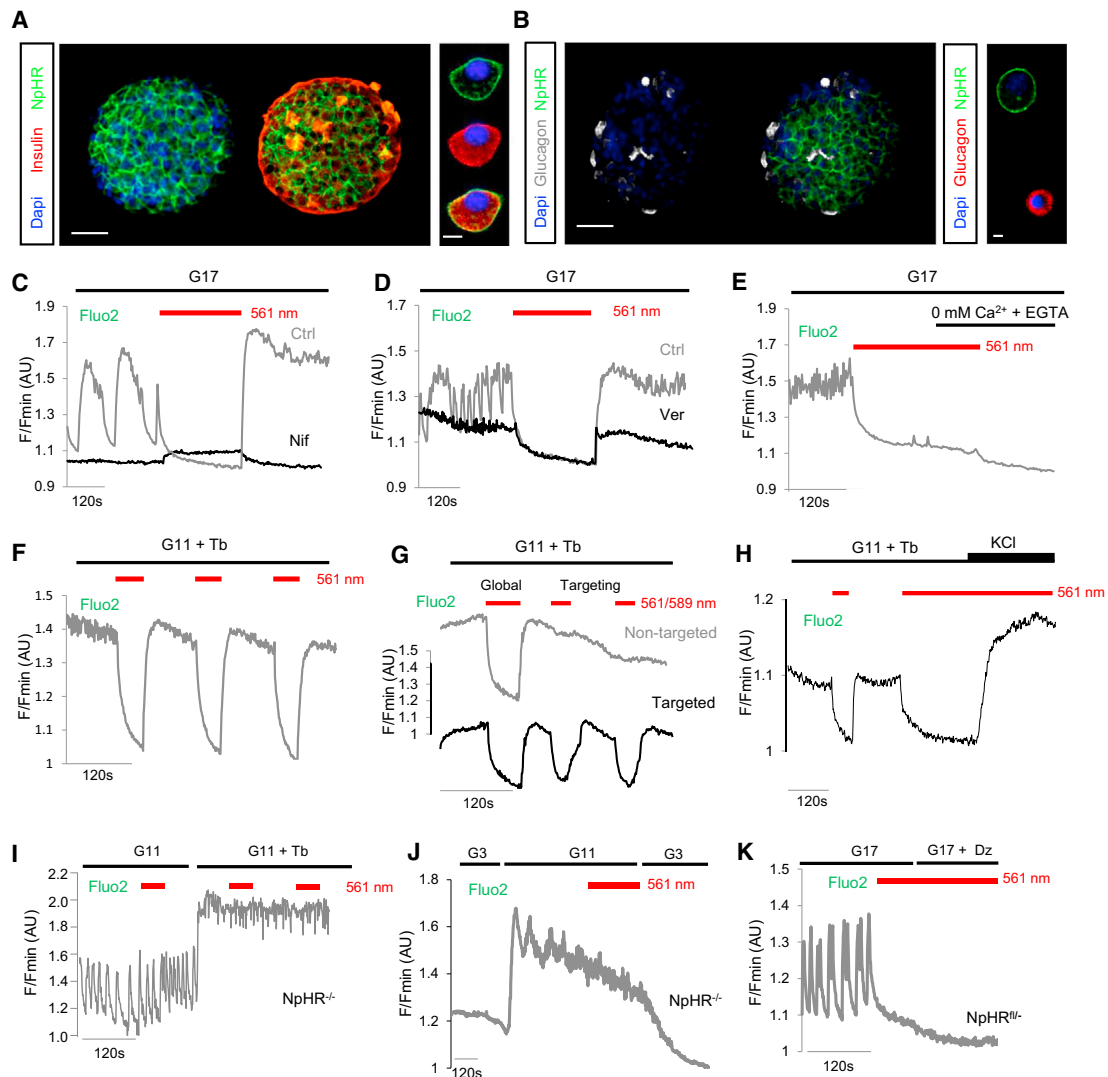 A
Dapi Insulin NpHR
B
Dapi Glucagon NpHR
Dapi Glucagon NpHR
C
G17
Fluo2
561 nm
Ctrl
Nif
F/Fmin (AU)
1.9
1.7
1.5
1.3
1.1
0.9
120s
D
G17
Fluo2
561 nm
Ctrl
Ver
F/Fmin (AU)
1.7
1.5
1.3
1.1
0.9
120s
E
G17
0 mM Ca²⁺ + EGTA
Fluo2
561 nm
F/Fmin (AU)
1.9
1.7
1.5
1.3
1.1
0.9
120s
F
G11 + Tb
561 nm
Fluo2
F/Fmin (AU)
1.5
1.4
1.3
1.2
1.1
1
120s
G
G11 + Tb
Global Targeting
Fluo2
561/589 nm
Non-targeted
Targeted
F/Fmin (AU)
1.5
1.4
1.3
1.2
1.1
1
120s
H
G11 + Tb
KCl
561 nm
Fluo2
F/Fmin (AU)
1.2
1.1
1
120s
I
G11
G11 + Tb
Fluo2
561 nm
F/Fmin (AU)
2.2
2.0
1.8
1.6
1.4
1.2
1.0
NpHR⁻/⁻
120s
J
G3
G11
G3
Fluo2
561 nm
F/Fmin (AU)
1.8
1.6
1.4
1.2
1
NpHR⁻/⁻
120s
K
G17
G17 + Dz
Fluo2
561 nm
F/Fmin (AU)
1.5
1.4
1.3
1.2
1.1
1
NpHRfl/-
120s